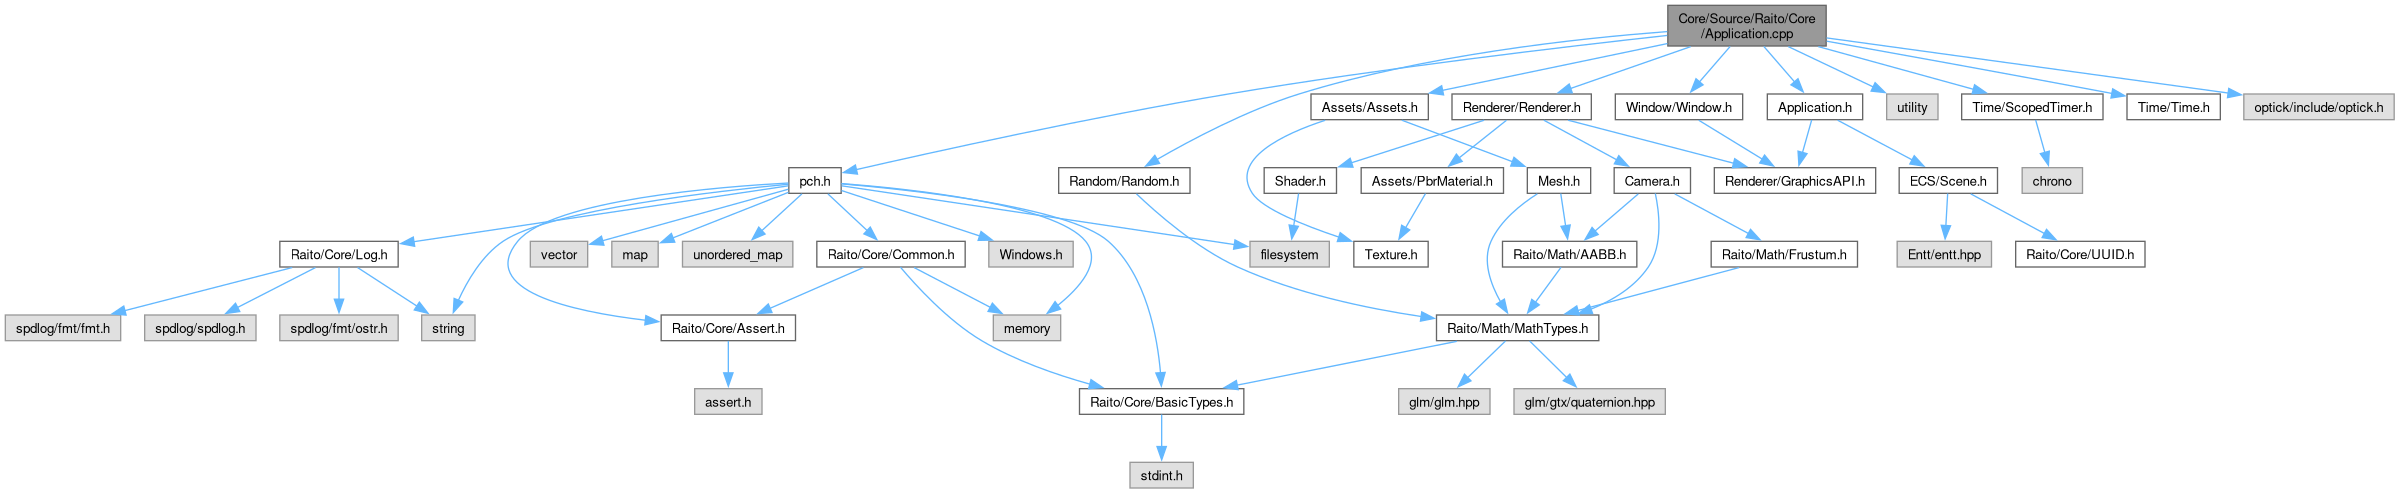 Core/Source/Raito/Core
/Application.cpp
Assets/Assets.h
Renderer/Renderer.h
Window/Window.h
Application.h
utility
Time/ScopedTimer.h
Time/Time.h
optick/include/optick.h
pch.h
Random/Random.h
Shader.h
Assets/PbrMaterial.h
Mesh.h
Camera.h
Renderer/GraphicsAPI.h
ECS/Scene.h
chrono
Raito/Core/Log.h
vector
map
unordered_map
Raito/Core/Common.h
Windows.h
filesystem
Texture.h
Raito/Math/AABB.h
Raito/Math/Frustum.h
Entt/entt.hpp
Raito/Core/UUID.h
spdlog/fmt/fmt.h
spdlog/spdlog.h
spdlog/fmt/ostr.h
string
Raito/Core/Assert.h
memory
Raito/Math/MathTypes.h
assert.h
Raito/Core/BasicTypes.h
glm/glm.hpp
glm/gtx/quaternion.hpp
stdint.h